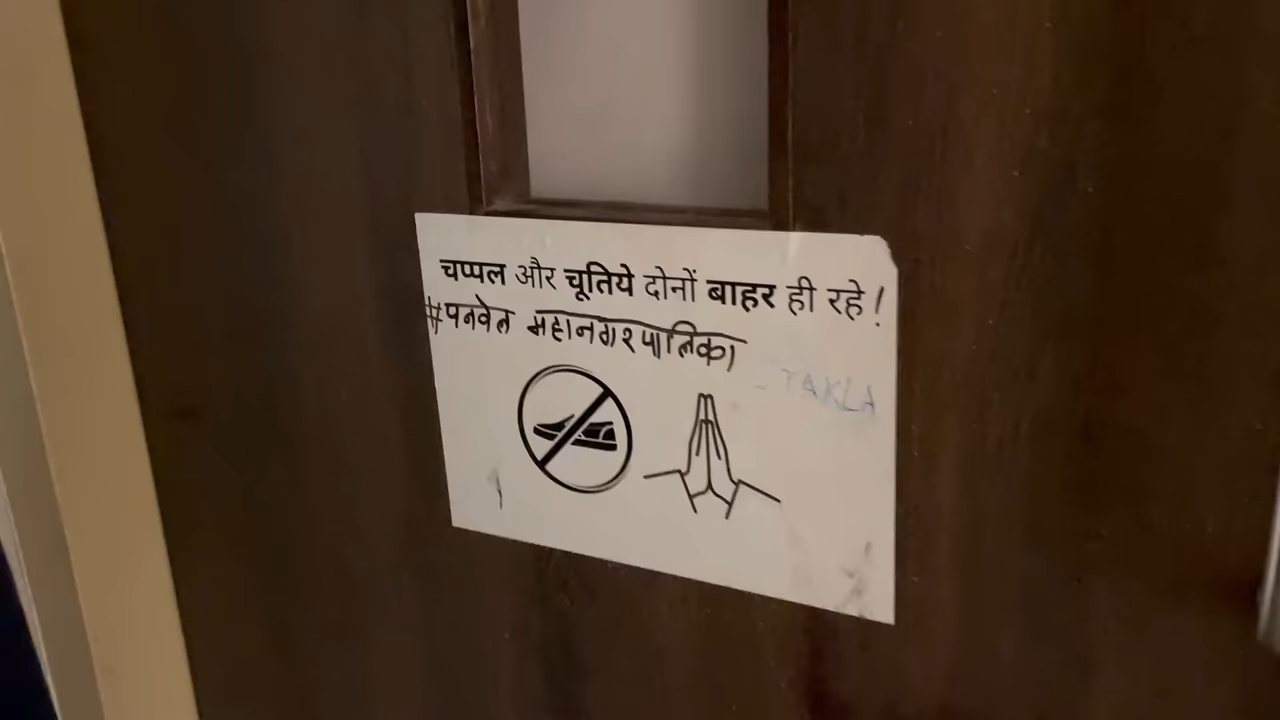 चप्पल और चूतिये दोनों बाहर ही रहे!
#पनवेल महानगरपालिका
- TAKLA